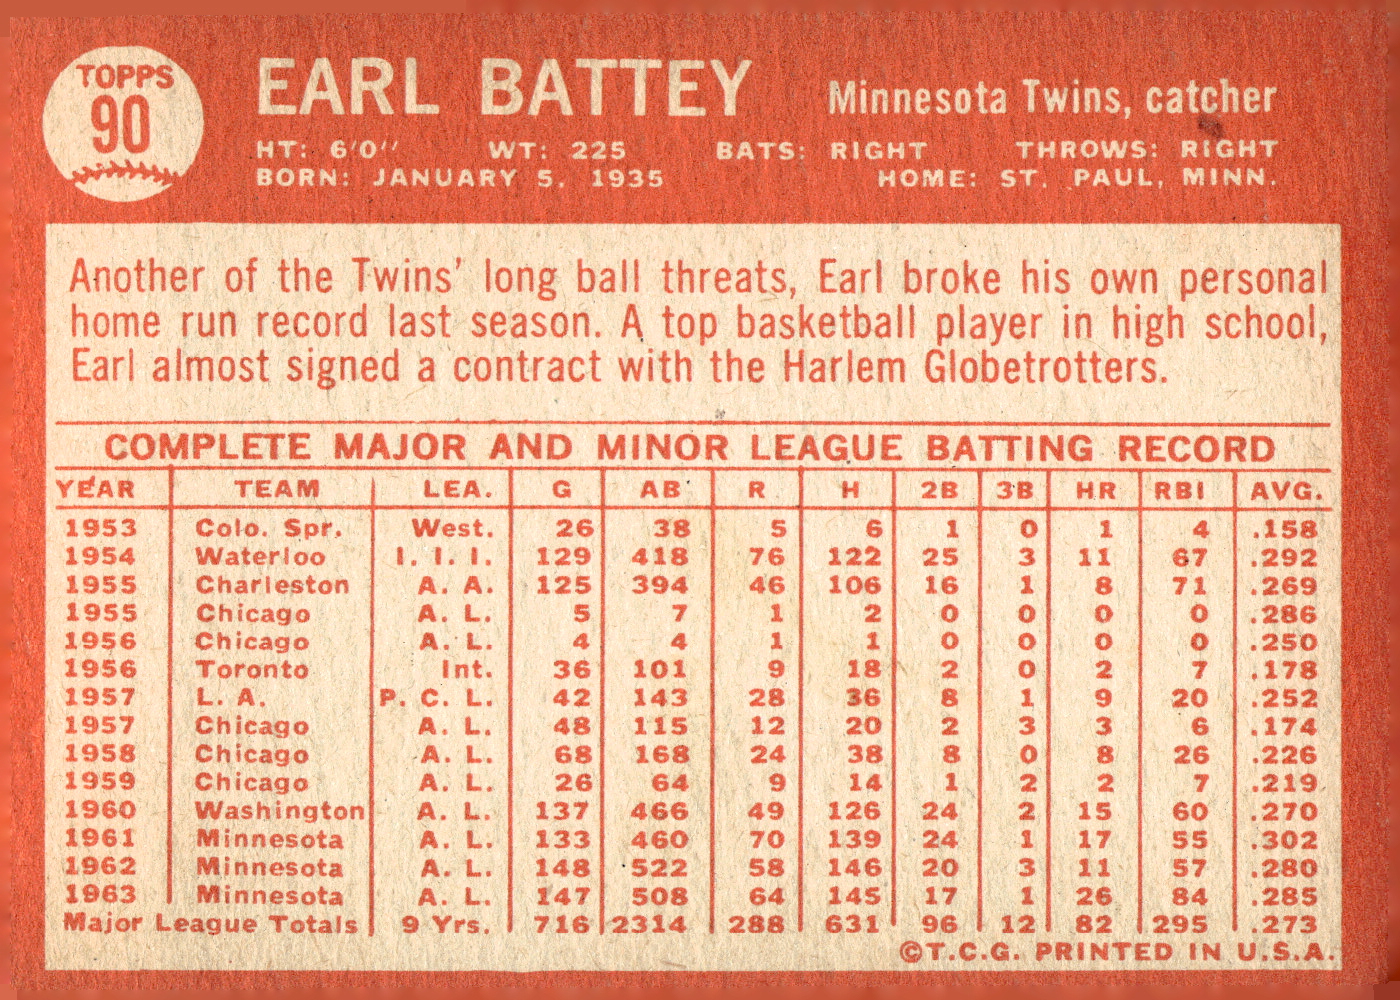 TOPPS
90
EARL BATTEY Minnesota Twins, catcher
HT: 6'0" WT: 225 BATS: RIGHT THROWS: RIGHT
BORN: JANUARY 5, 1935 HOME: ST. PAUL, MINN.
Another of the Twins' long ball threats, Earl broke his own personal
home run record last season. A top basketball player in high school,
Earl almost signed a contract with the Harlem Globetrotters.
COMPLETE MAJOR AND MINOR LEAGUE BATTING RECORD
YEAR TEAM LEA. G AB R H 2B 3B HR RBI AVG.
1953 Colo. Spr. West. 26 38 5 6 1 0 1 4 .158
1954 Waterloo I. I. I. 129 418 76 122 25 3 11 67 .292
1955 Charleston A. A. 125 394 46 106 16 1 8 71 .269
1955 Chicago A. L. 5 7 1 2 0 0 0 0 .286
1956 Chicago A. L. 4 4 1 1 0 0 0 0 .250
1956 Toronto Int. 36 101 9 18 2 0 2 7 .178
1957 L. A. P. C. L. 42 143 28 36 8 1 9 20 .252
1957 Chicago A. L. 48 115 12 20 2 3 3 6 .174
1958 Chicago A. L. 68 168 24 38 8 0 8 26 .226
1959 Chicago A. L. 26 64 9 14 1 2 2 7 .219
1960 Washington A. L. 137 466 49 126 24 2 15 60 .270
1961 Minnesota A. L. 133 460 70 139 24 1 17 55 .302
1962 Minnesota A. L. 148 522 58 146 20 3 11 57 .280
1963 Minnesota A. L. 147 508 64 145 17 1 26 84 .285
Major League Totals 9 Yrs. 716 2314 288 631 96 12 82 295 .273
©T.C.G. PRINTED IN U.S.A.